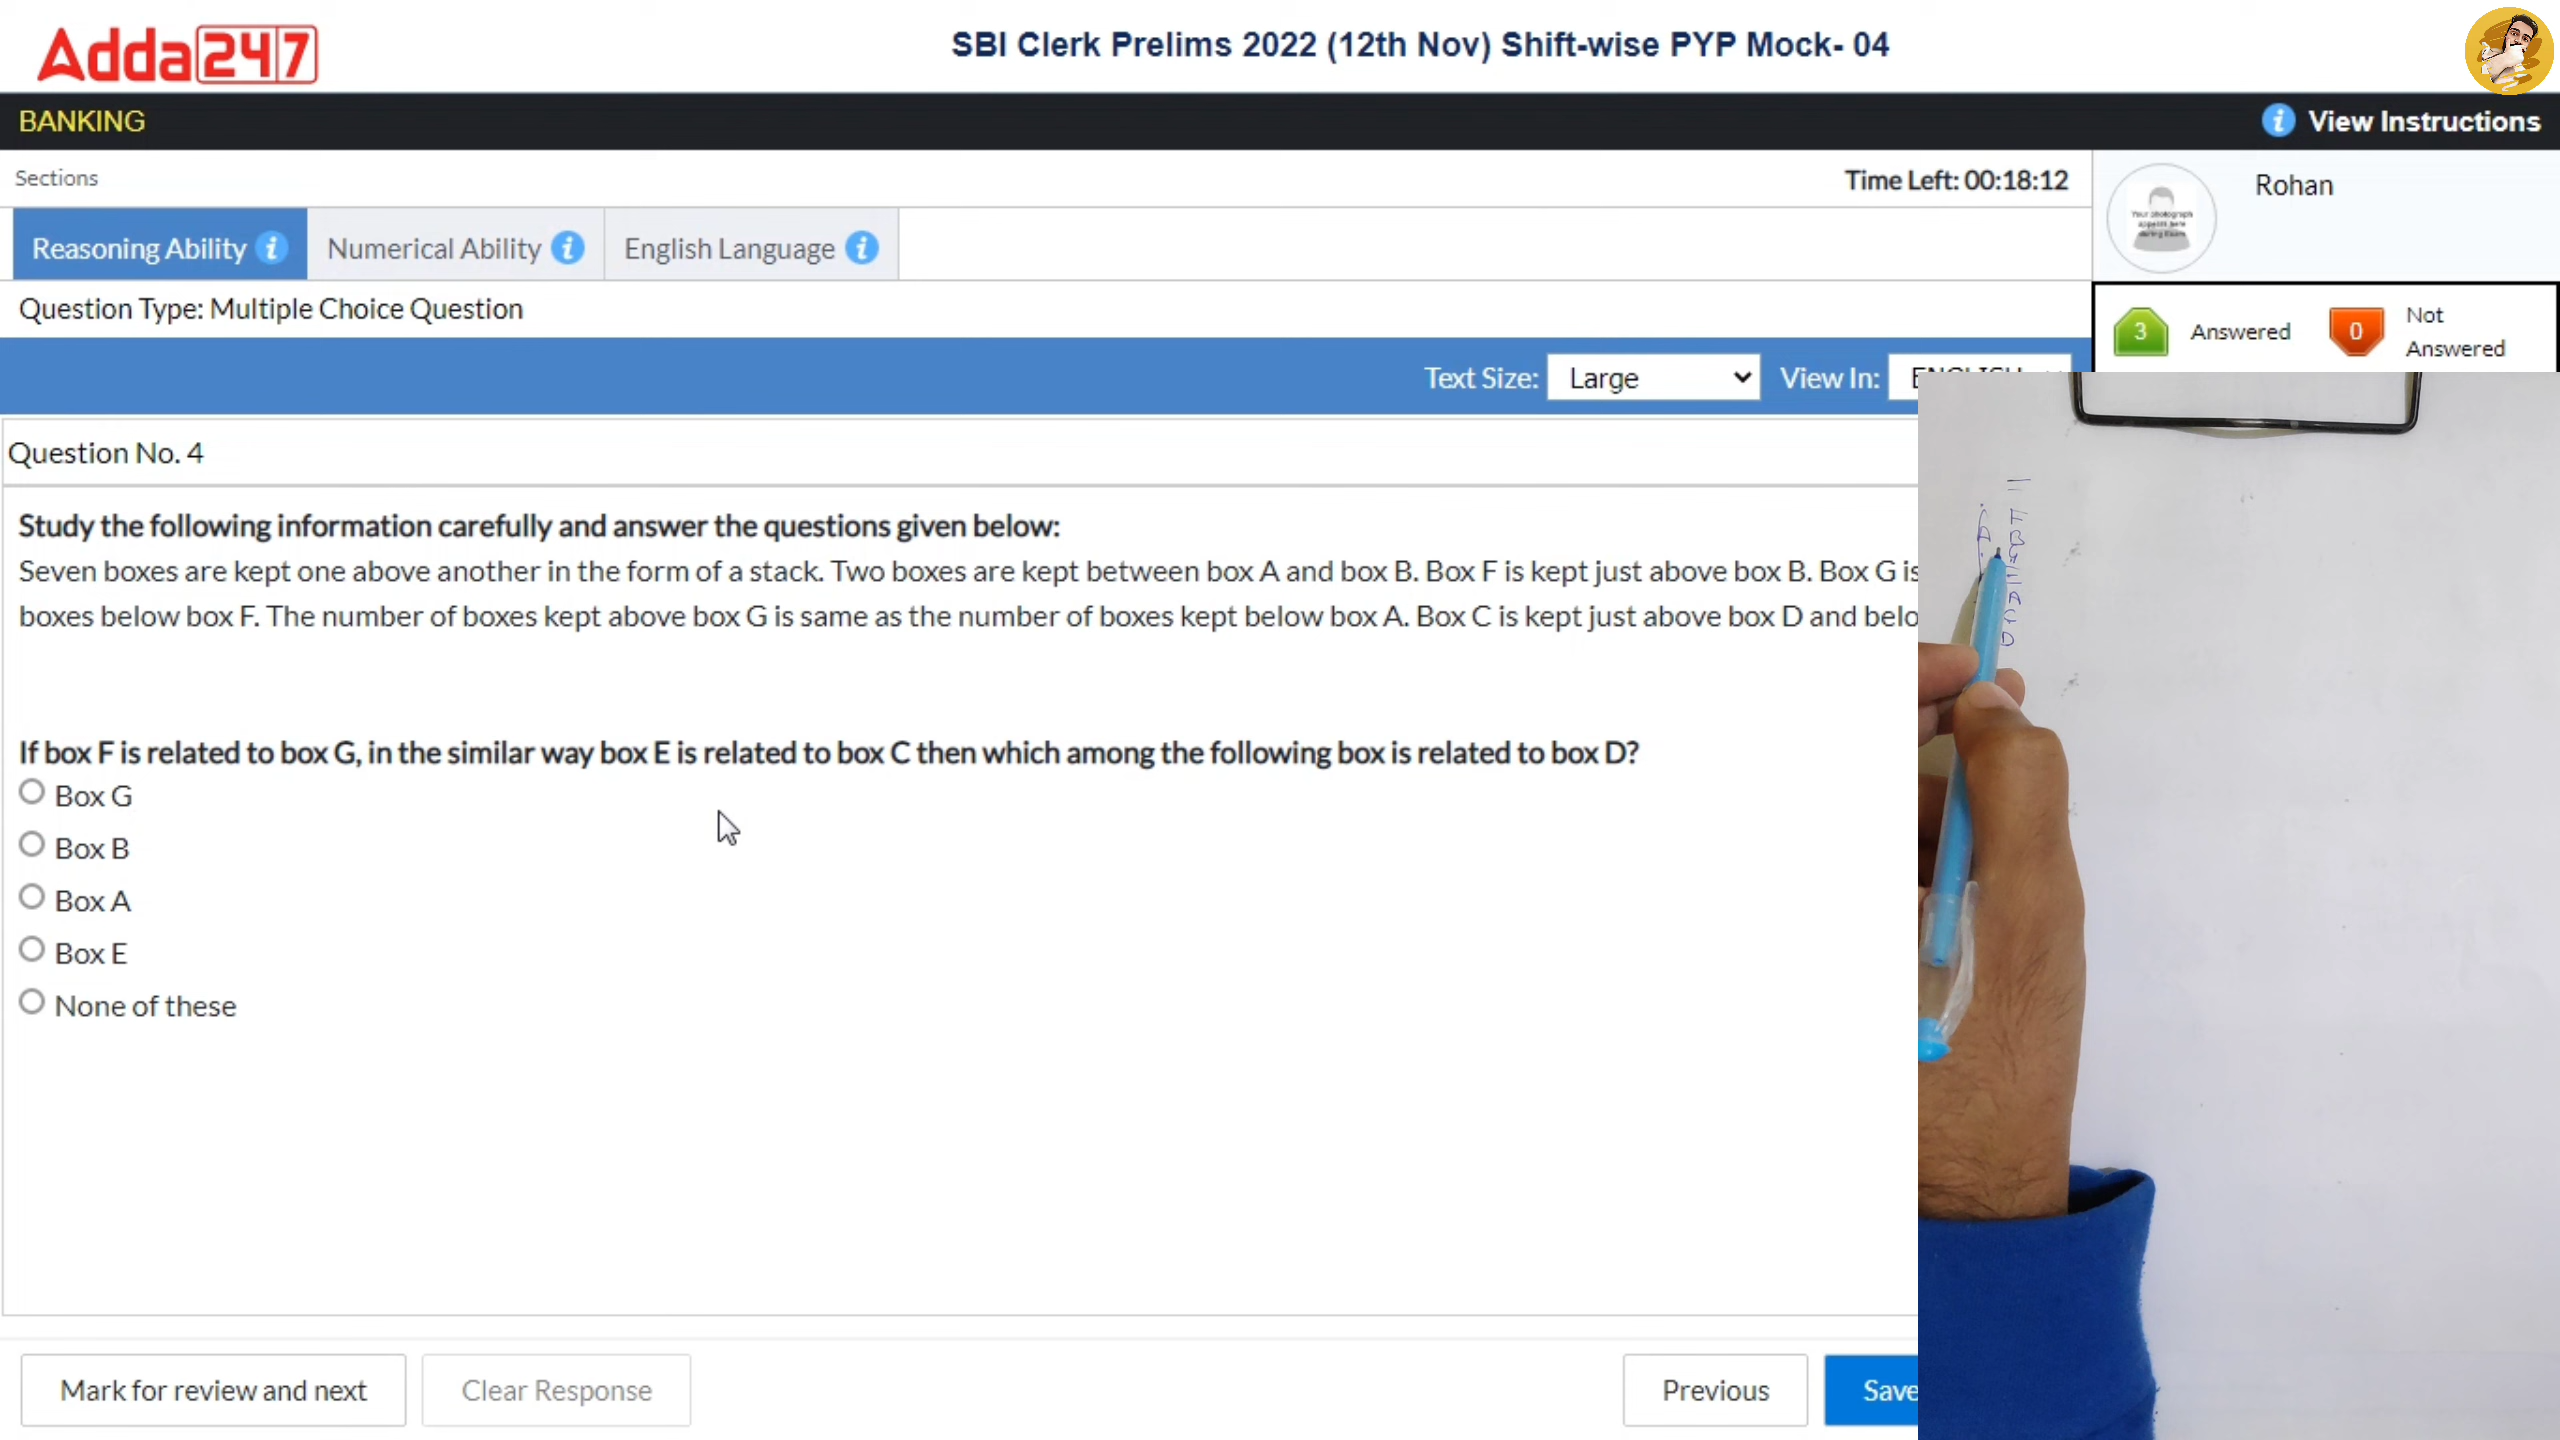 Adda247
SBI Clerk Prelims 2022 (12th Nov) Shift-wise PYP Mock- 04
BANKING
i View Instructions
Sections
Time Left: 00:18:12
Rohan
Your photograph appears here during Exam
Reasoning Ability i Numerical Ability i English Language i
Question Type: Multiple Choice Question
3 Answered 0 Not Answered
Text Size: Large View In: ENGLISH
Question No. 4
Study the following information carefully and answer the questions given below:
Seven boxes are kept one above another in the form of a stack. Two boxes are kept between box A and box B. Box F is kept just above box B. Box G is
boxes below box F. The number of boxes kept above box G is same as the number of boxes kept below box A. Box C is kept just above box D and belo
If box F is related to box G, in the similar way box E is related to box C then which among the following box is related to box D?
Box G
Box B
Box A
Box E
None of these
Mark for review and next
Clear Response
Previous
Save